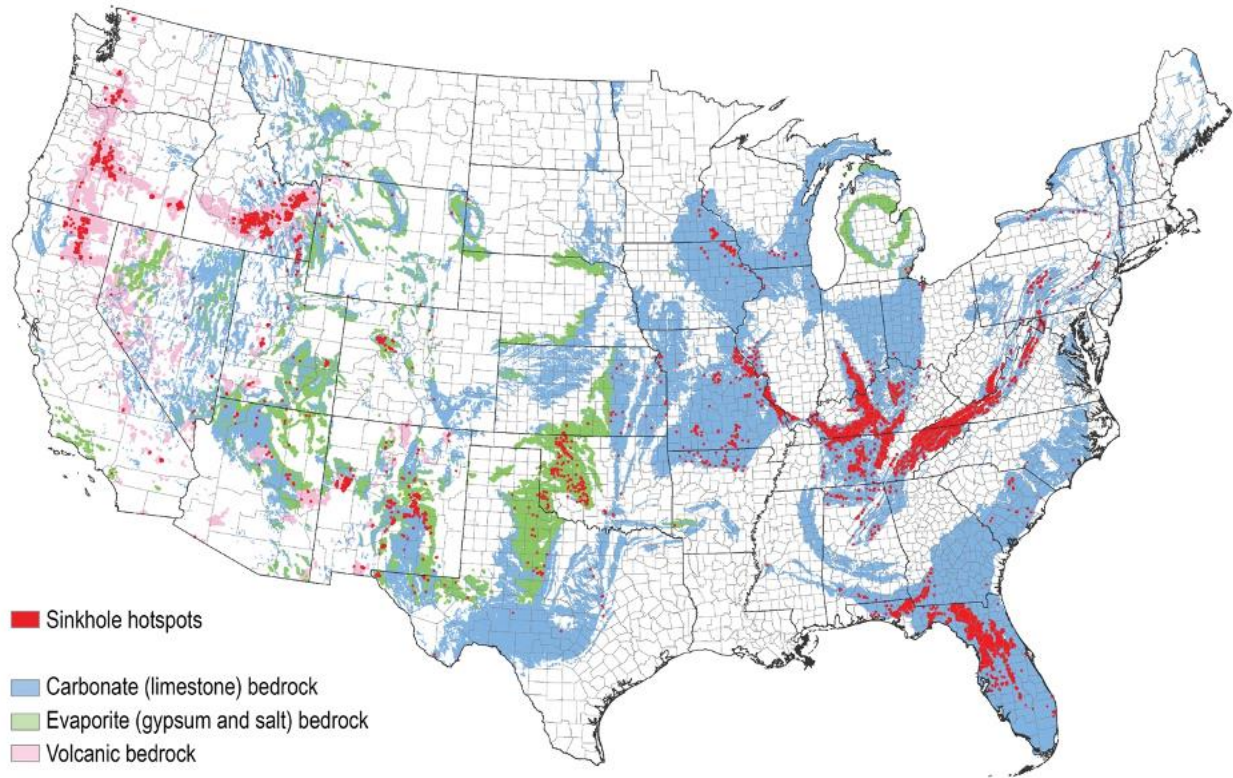 Sinkhole hotspots
Carbonate (limestone) bedrock
Evaporite (gypsum and salt) bedrock
Volcanic bedrock